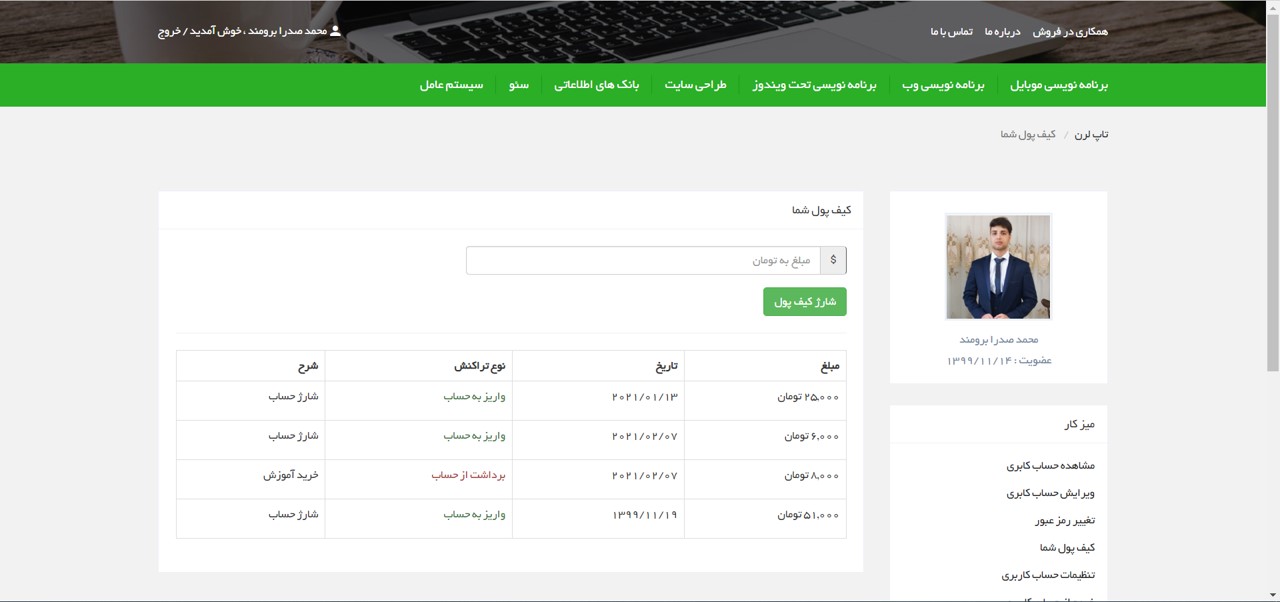 همکاری در فروش درباره ما تماس با ما
محمد صدرا برومند ، خوش آمدید / خروج
برنامه نویسی موبایل برنامه نویسی وب برنامه نویسی تحت ویندوز طراحی سایت بانک های اطلاعاتی سئو سیستم عامل
تاپ لرن / کیف پول شما
محمد صدرا برومند
عضویت : ۱۳۹۹/۱۱/۱۴
میز کار
مشاهده حساب کابری
ویرایش حساب کابری
تغییر رمز عبور
کیف پول شما
تنظیمات حساب کاربری
کیف پول شما
$ مبلغ به تومان
شارژ کیف پول
مبلغ تاریخ نوع تراکنش شرح
۲۵,۰۰۰ تومان ۲۰۲۱/۰۱/۱۳ واریز به حساب شارژ حساب
۶,۰۰۰ تومان ۲۰۲۱/۰۲/۰۷ واریز به حساب شارژ حساب
۸,۰۰۰ تومان ۲۰۲۱/۰۲/۰۷ برداشت از حساب خرید آموزش
۵۱,۰۰۰ تومان ۱۳۹۹/۱۱/۱۹ واریز به حساب شارژ حساب